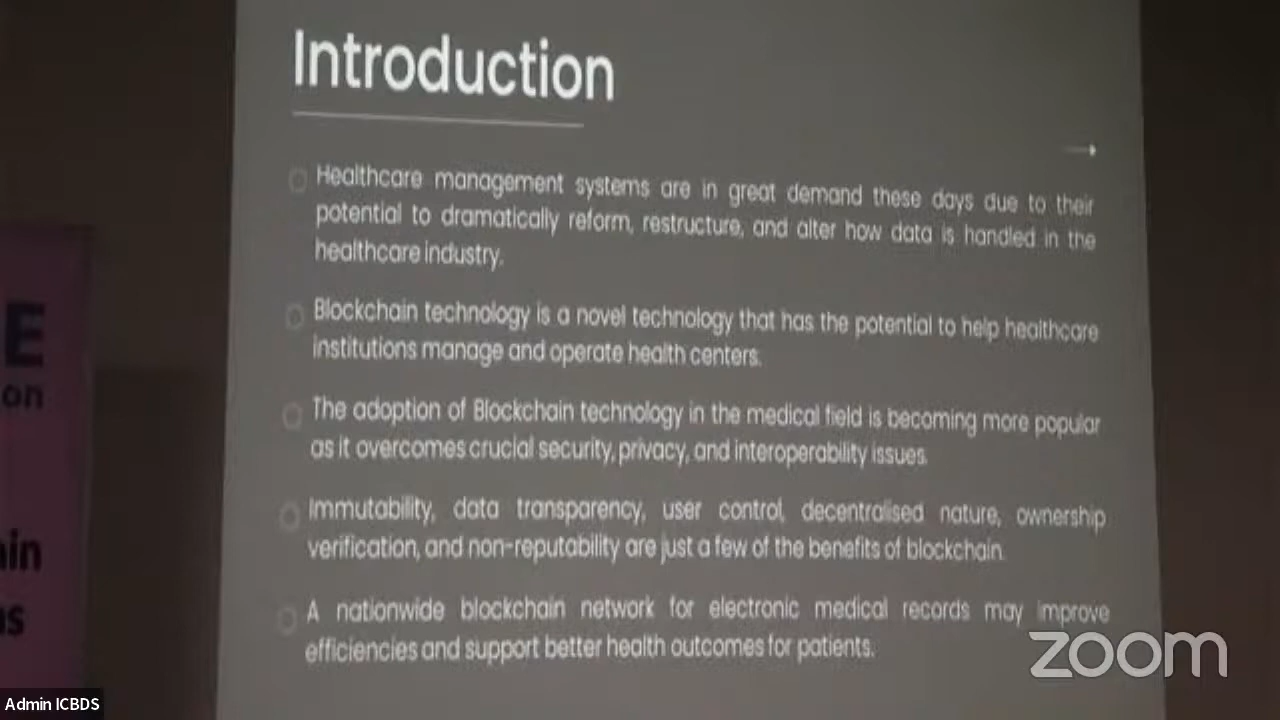 Introduction
Healthcare management systems are in great demand these days due to their
potential to dramatically reform, restructure, and alter how data is handled in the
healthcare industry.
Blockchain technology is a novel technology that has the potential to help healthcare
institutions manage and operate health centers.
The adoption of Blockchain technology in the medical field is becoming more popular
as it overcomes crucial security, privacy, and interoperability issues.
Immutability, data transparency, user control, decentralised nature, ownership
verification, and non-reputability are just a few of the benefits of blockchain.
A nationwide blockchain network for electronic medical records may improve
efficiencies and support better health outcomes for patients.
E
on
ain
ns
zoom
Admin ICBDS